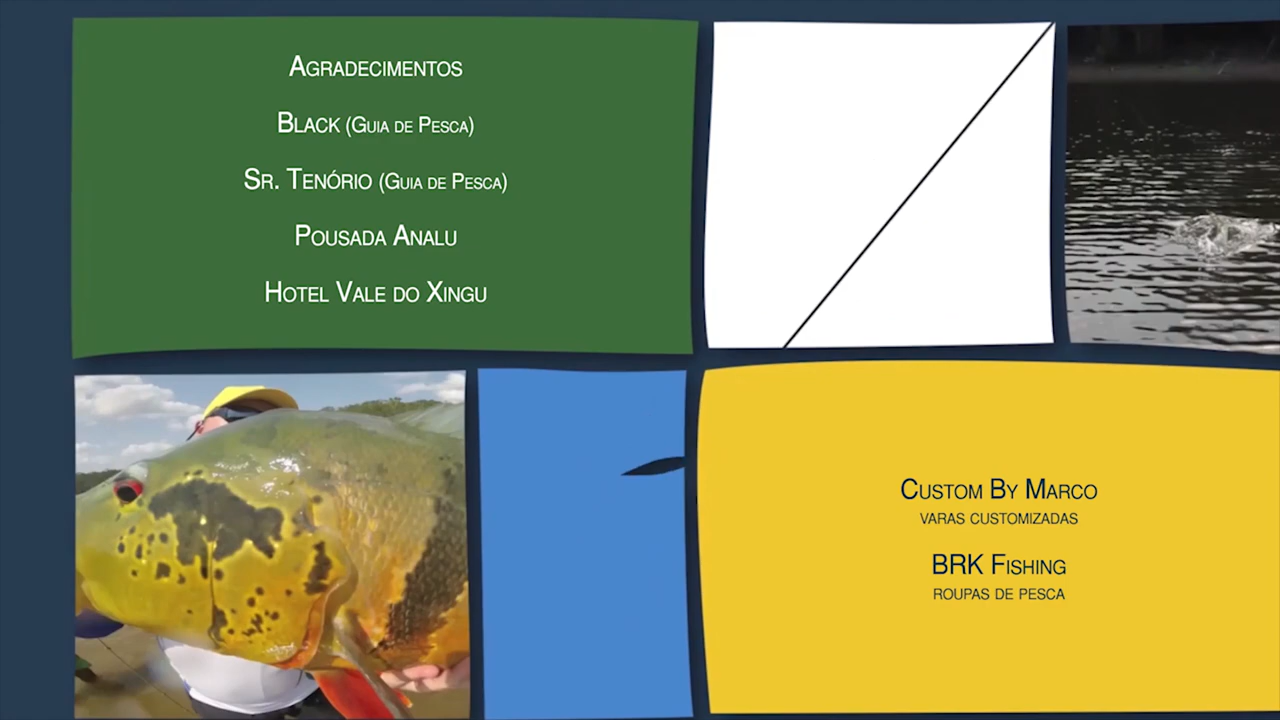 Agradecimentos
Black (Guia de Pesca)
Sr. Tenório (Guia de Pesca)
Pousada Analu
Hotel Vale do Xingu
Custom By Marco
varas customizadas
BRK Fishing
roupas de pesca